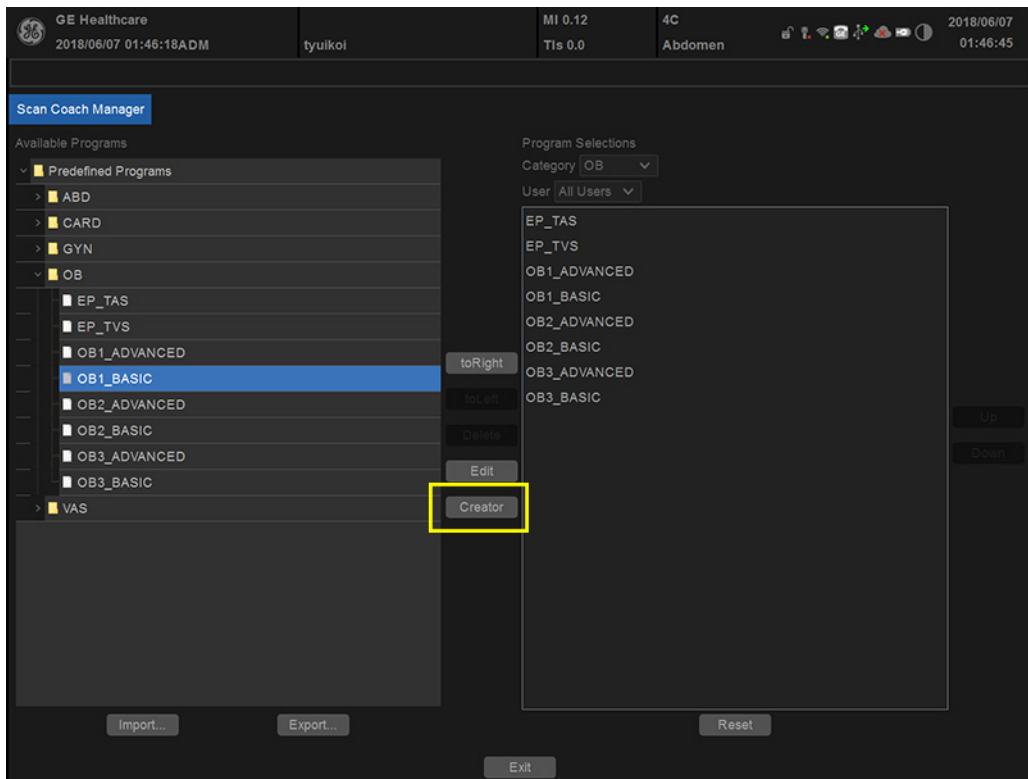 GE Healthcare
2018/06/07 01:46:18ADM
tyuikoi
MI 0.12
TIs 0.0
4C
Abdomen
2018/06/07
01:46:45
Scan Coach Manager
Available Programs
Predefined Programs
ABD
CARD
GYN
OB
EP_TAS
EP_TVS
OB1_ADVANCED
OB1_BASIC
OB2_ADVANCED
OB2_BASIC
OB3_ADVANCED
OB3_BASIC
VAS
toRight
toLeft
Delete
Edit
Creator
Program Selections
Category OB
User All Users
EP_TAS
EP_TVS
OB1_ADVANCED
OB1_BASIC
OB2_ADVANCED
OB2_BASIC
OB3_ADVANCED
OB3_BASIC
Up
Down
Import...
Export...
Reset
Exit